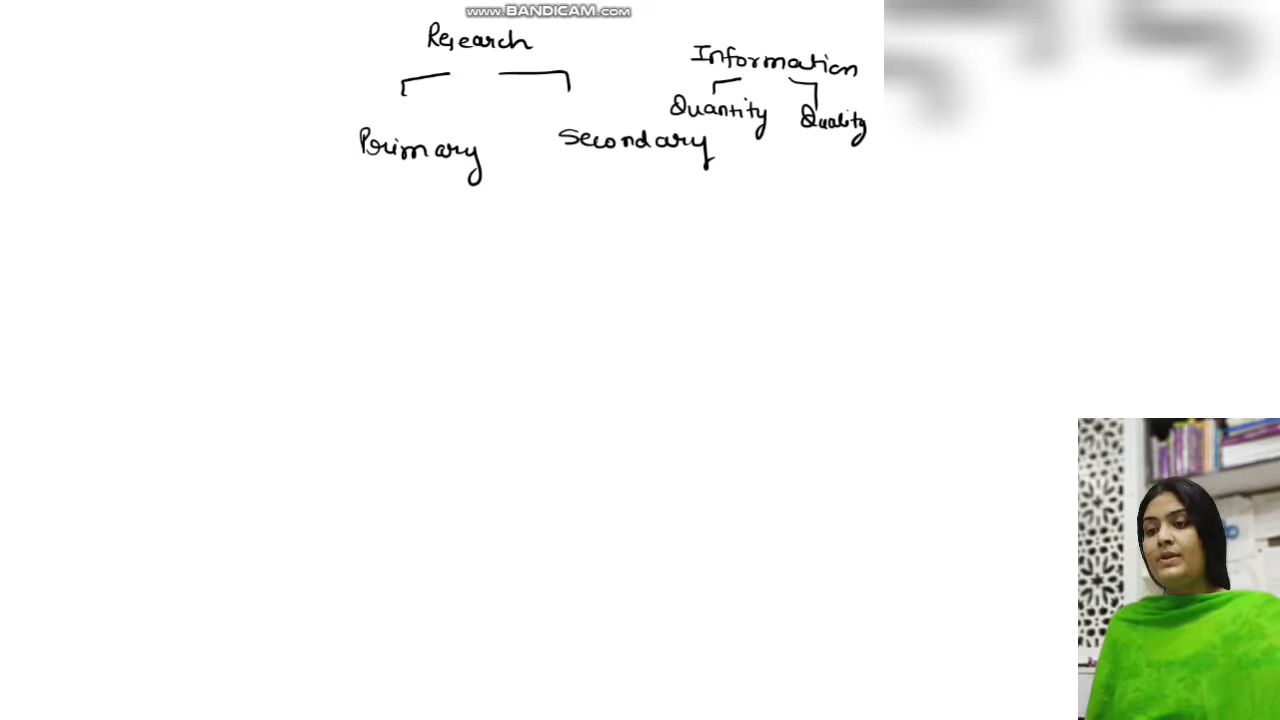 www.BANDICAM.com
Research
Information
Quantity Quality
Primary Secondary